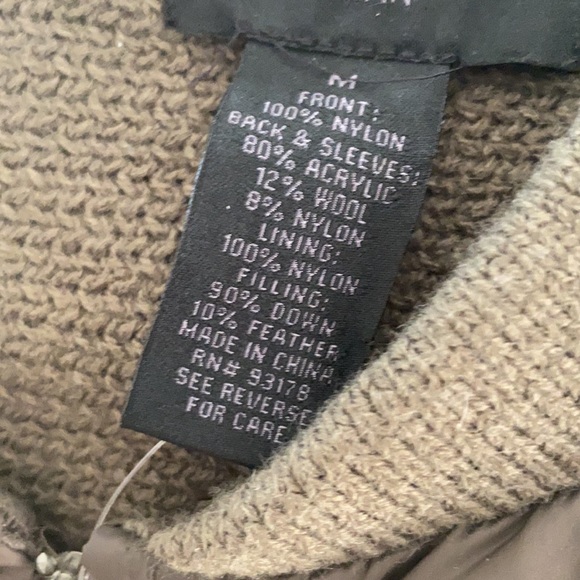 M
FRONT:
100% NYLON
BACK & SLEEVES:
80% ACRYLIC
12% WOOL
8% NYLON
LINING:
100% NYLON
FILLING:
90% DOWN
10% FEATHER
MADE IN CHINA
RN# 93178
SEE REVERSE
FOR CARE